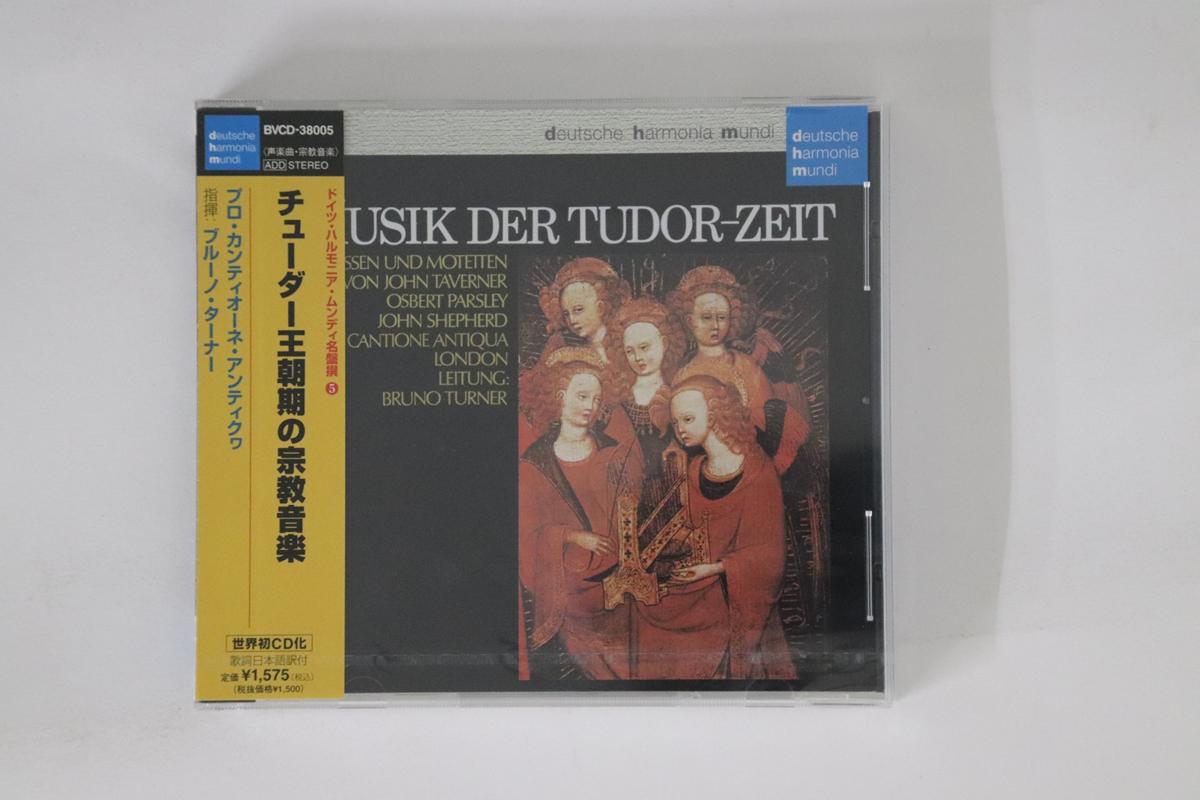 deutsche
harmonia
mundi
BVCD-38005
〈声楽曲・宗教音楽〉
ADD STEREO
ドイツ・ハルモニア・ムンディ名盤撰 5
チューダー王朝期の宗教音楽
プロ・カンティオーネ・アンティクヮ
指揮:ブルーノ・ターナー
世界初CD化
歌詞日本語訳付
定価¥1,575(税込)
(税抜価格¥1,500)
deutsche harmonia mundi
deutsche
harmonia
mundi
USIK DER TUDOR-ZEIT
SSEN UND MOTETTEN
VON JOHN TAVERNER
OSBERT PARSLEY
JOHN SHEPHERD
CANTIONE ANTIQUA
LONDON
LEITUNG:
BRUNO TURNER